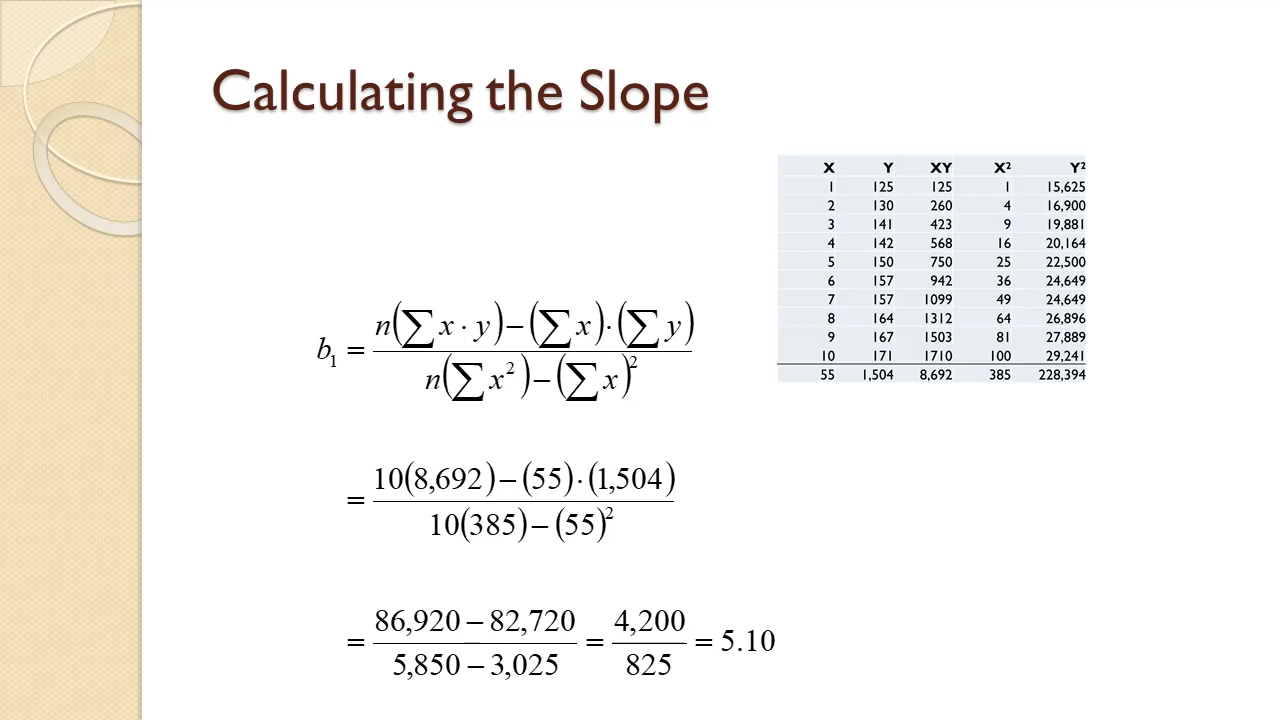 Calculating the Slope
X Y XY X² Y²
1 125 125 1 15,625
2 130 260 4 16,900
3 141 423 9 19,881
4 142 568 16 20,164
5 150 750 25 22,500
6 157 942 36 24,649
7 157 1099 49 24,649
8 164 1312 64 26,896
9 167 1503 81 27,889
10 171 1710 100 29,241
55 1,504 8,692 385 228,394
n(∑ x · y) − (∑ x) · (∑ y)
b₁ =
n(∑ x²) − (∑ x)²
10(8,692) − (55) · (1,504)
=
10(385) − (55)²
86,920 − 82,720 4,200
= = = 5.10
5,850 − 3,025 825